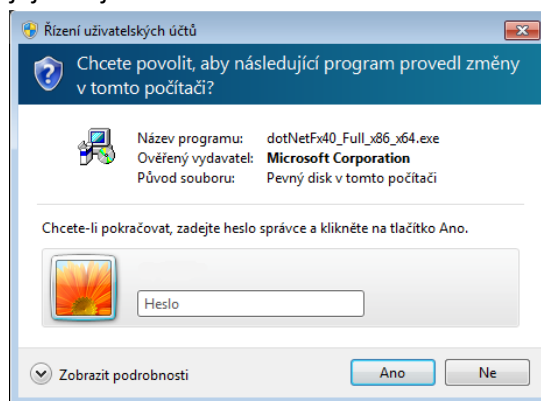 Řízení uživatelských účtů
Chcete povolit, aby následující program provedl změny
v tomto počítači?
Název programu: dotNetFx40_Full_x86_x64.exe
Ověřený vydavatel: Microsoft Corporation
Původ souboru: Pevný disk v tomto počítači
Chcete-li pokračovat, zadejte heslo správce a klikněte na tlačítko Ano.
Heslo
Zobrazit podrobnosti
Ano
Ne